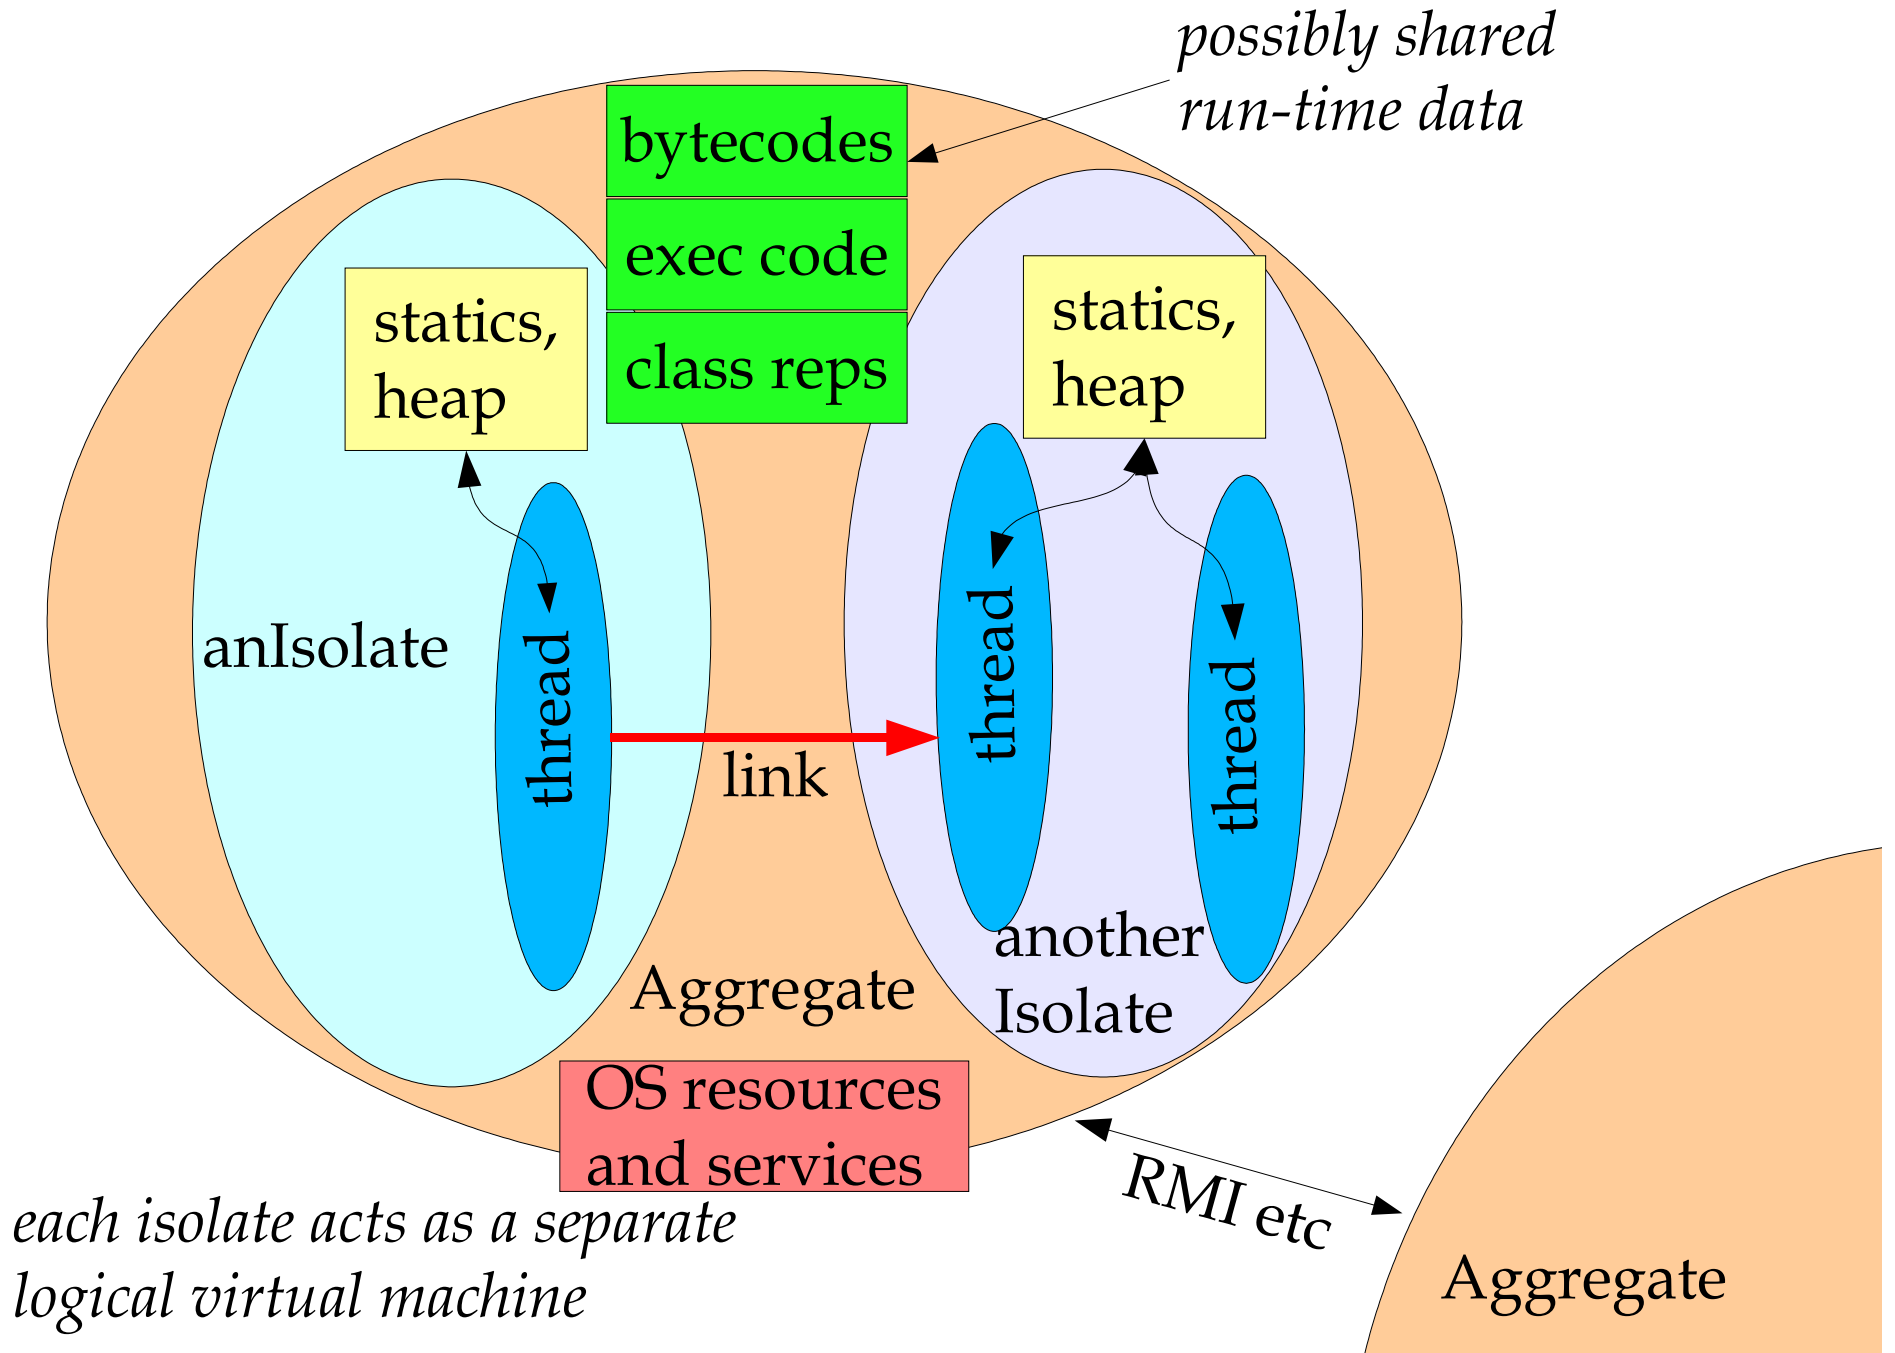 possibly shared
run-time data
bytecodes
exec code
class reps
statics,
heap
statics,
heap
anIsolate
thread
thread
thread
link
another
Isolate
Aggregate
OS resources
and services
RMI etc
each isolate acts as a separate
logical virtual machine
Aggregate